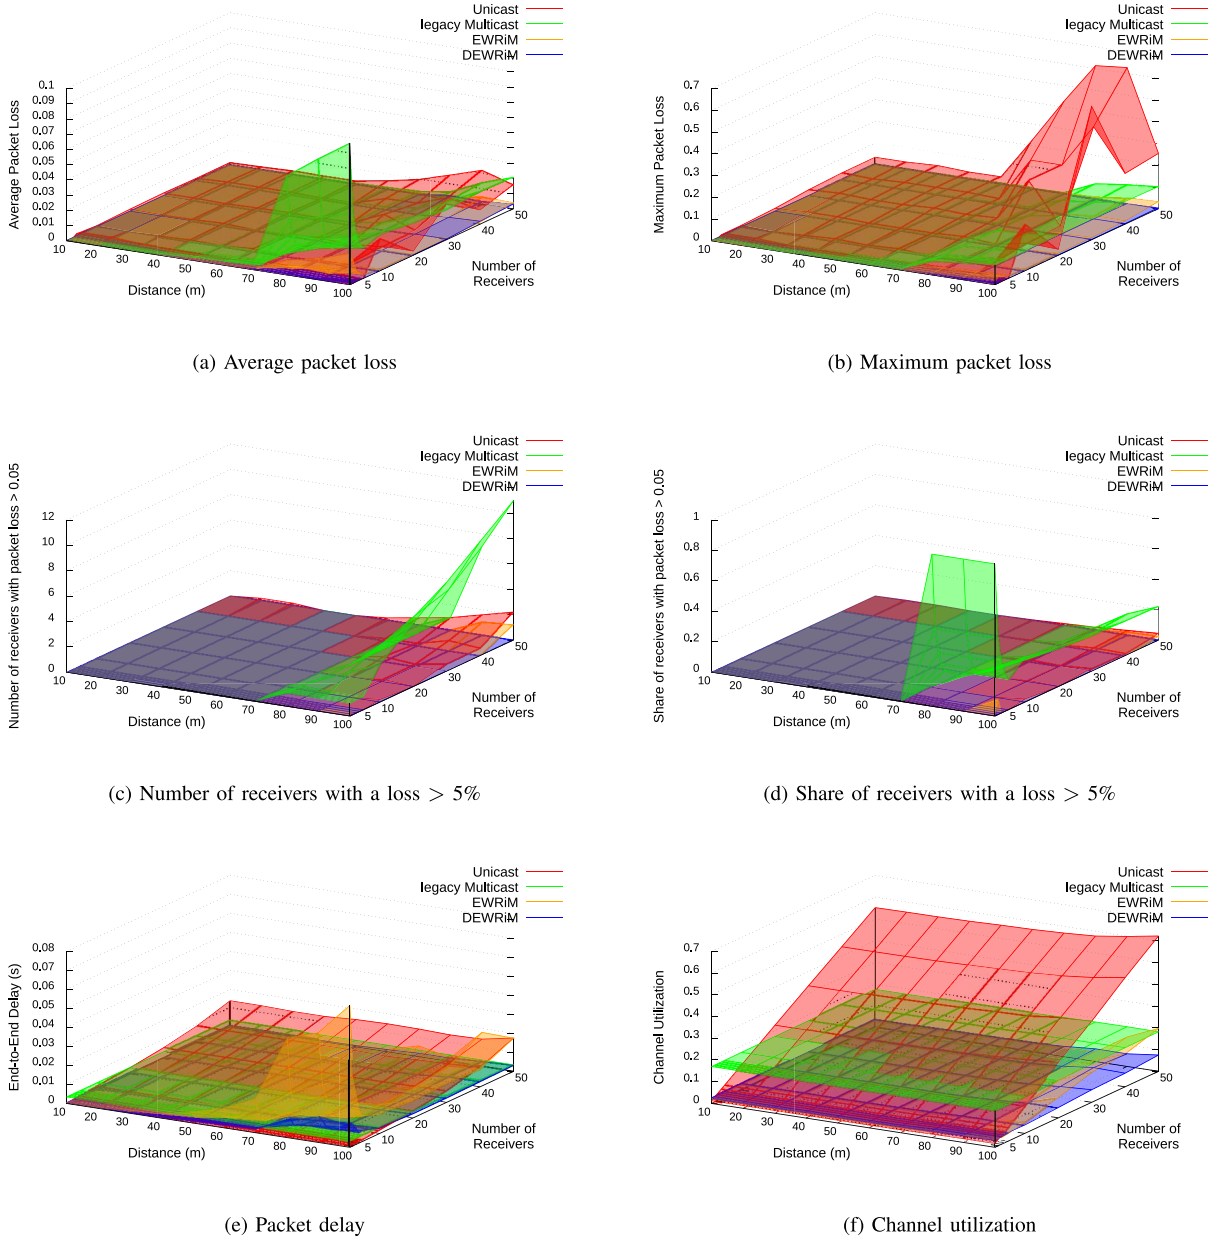 Unicast
legacy Multicast
EWRiM
DEWRiM
Average Packet Loss
0.1
0.09
0.08
0.07
0.06
0.05
0.04
0.03
0.02
0.01
0
10
20
30
40
50
60
70
80
90
100
Distance (m)
5
10
20
30
40
50
Number of
Receivers
(a) Average packet loss
Unicast
legacy Multicast
EWRiM
DEWRiM
Maximum Packet Loss
0.7
0.6
0.5
0.4
0.3
0.2
0.1
0
10
20
30
40
50
60
70
80
90
100
Distance (m)
5
10
20
30
40
50
Number of
Receivers
(b) Maximum packet loss
Unicast
legacy Multicast
EWRiM
DEWRiM
Number of receivers with packet loss > 0.05
12
10
8
6
4
2
0
10
20
30
40
50
60
70
80
90
100
Distance (m)
5
10
20
30
40
50
Number of
Receivers
(c) Number of receivers with a loss > 5%
Unicast
legacy Multicast
EWRiM
DEWRiM
Share of receivers with packet loss > 0.05
1
0.8
0.6
0.4
0.2
0
10
20
30
40
50
60
70
80
90
100
Distance (m)
5
10
20
30
40
50
Number of
Receivers
(d) Share of receivers with a loss > 5%
Unicast
legacy Multicast
EWRiM
DEWRiM
End-to-End Delay (s)
0.08
0.07
0.06
0.05
0.04
0.03
0.02
0.01
0
10
20
30
40
50
60
70
80
90
100
Distance (m)
5
10
20
30
40
50
Number of
Receivers
(e) Packet delay
Unicast
legacy Multicast
EWRiM
DEWRiM
Channel Utilization
0.7
0.6
0.5
0.4
0.3
0.2
0.1
0
10
20
30
40
50
60
70
80
90
100
Distance (m)
5
10
20
30
40
50
Number of
Receivers
(f) Channel utilization